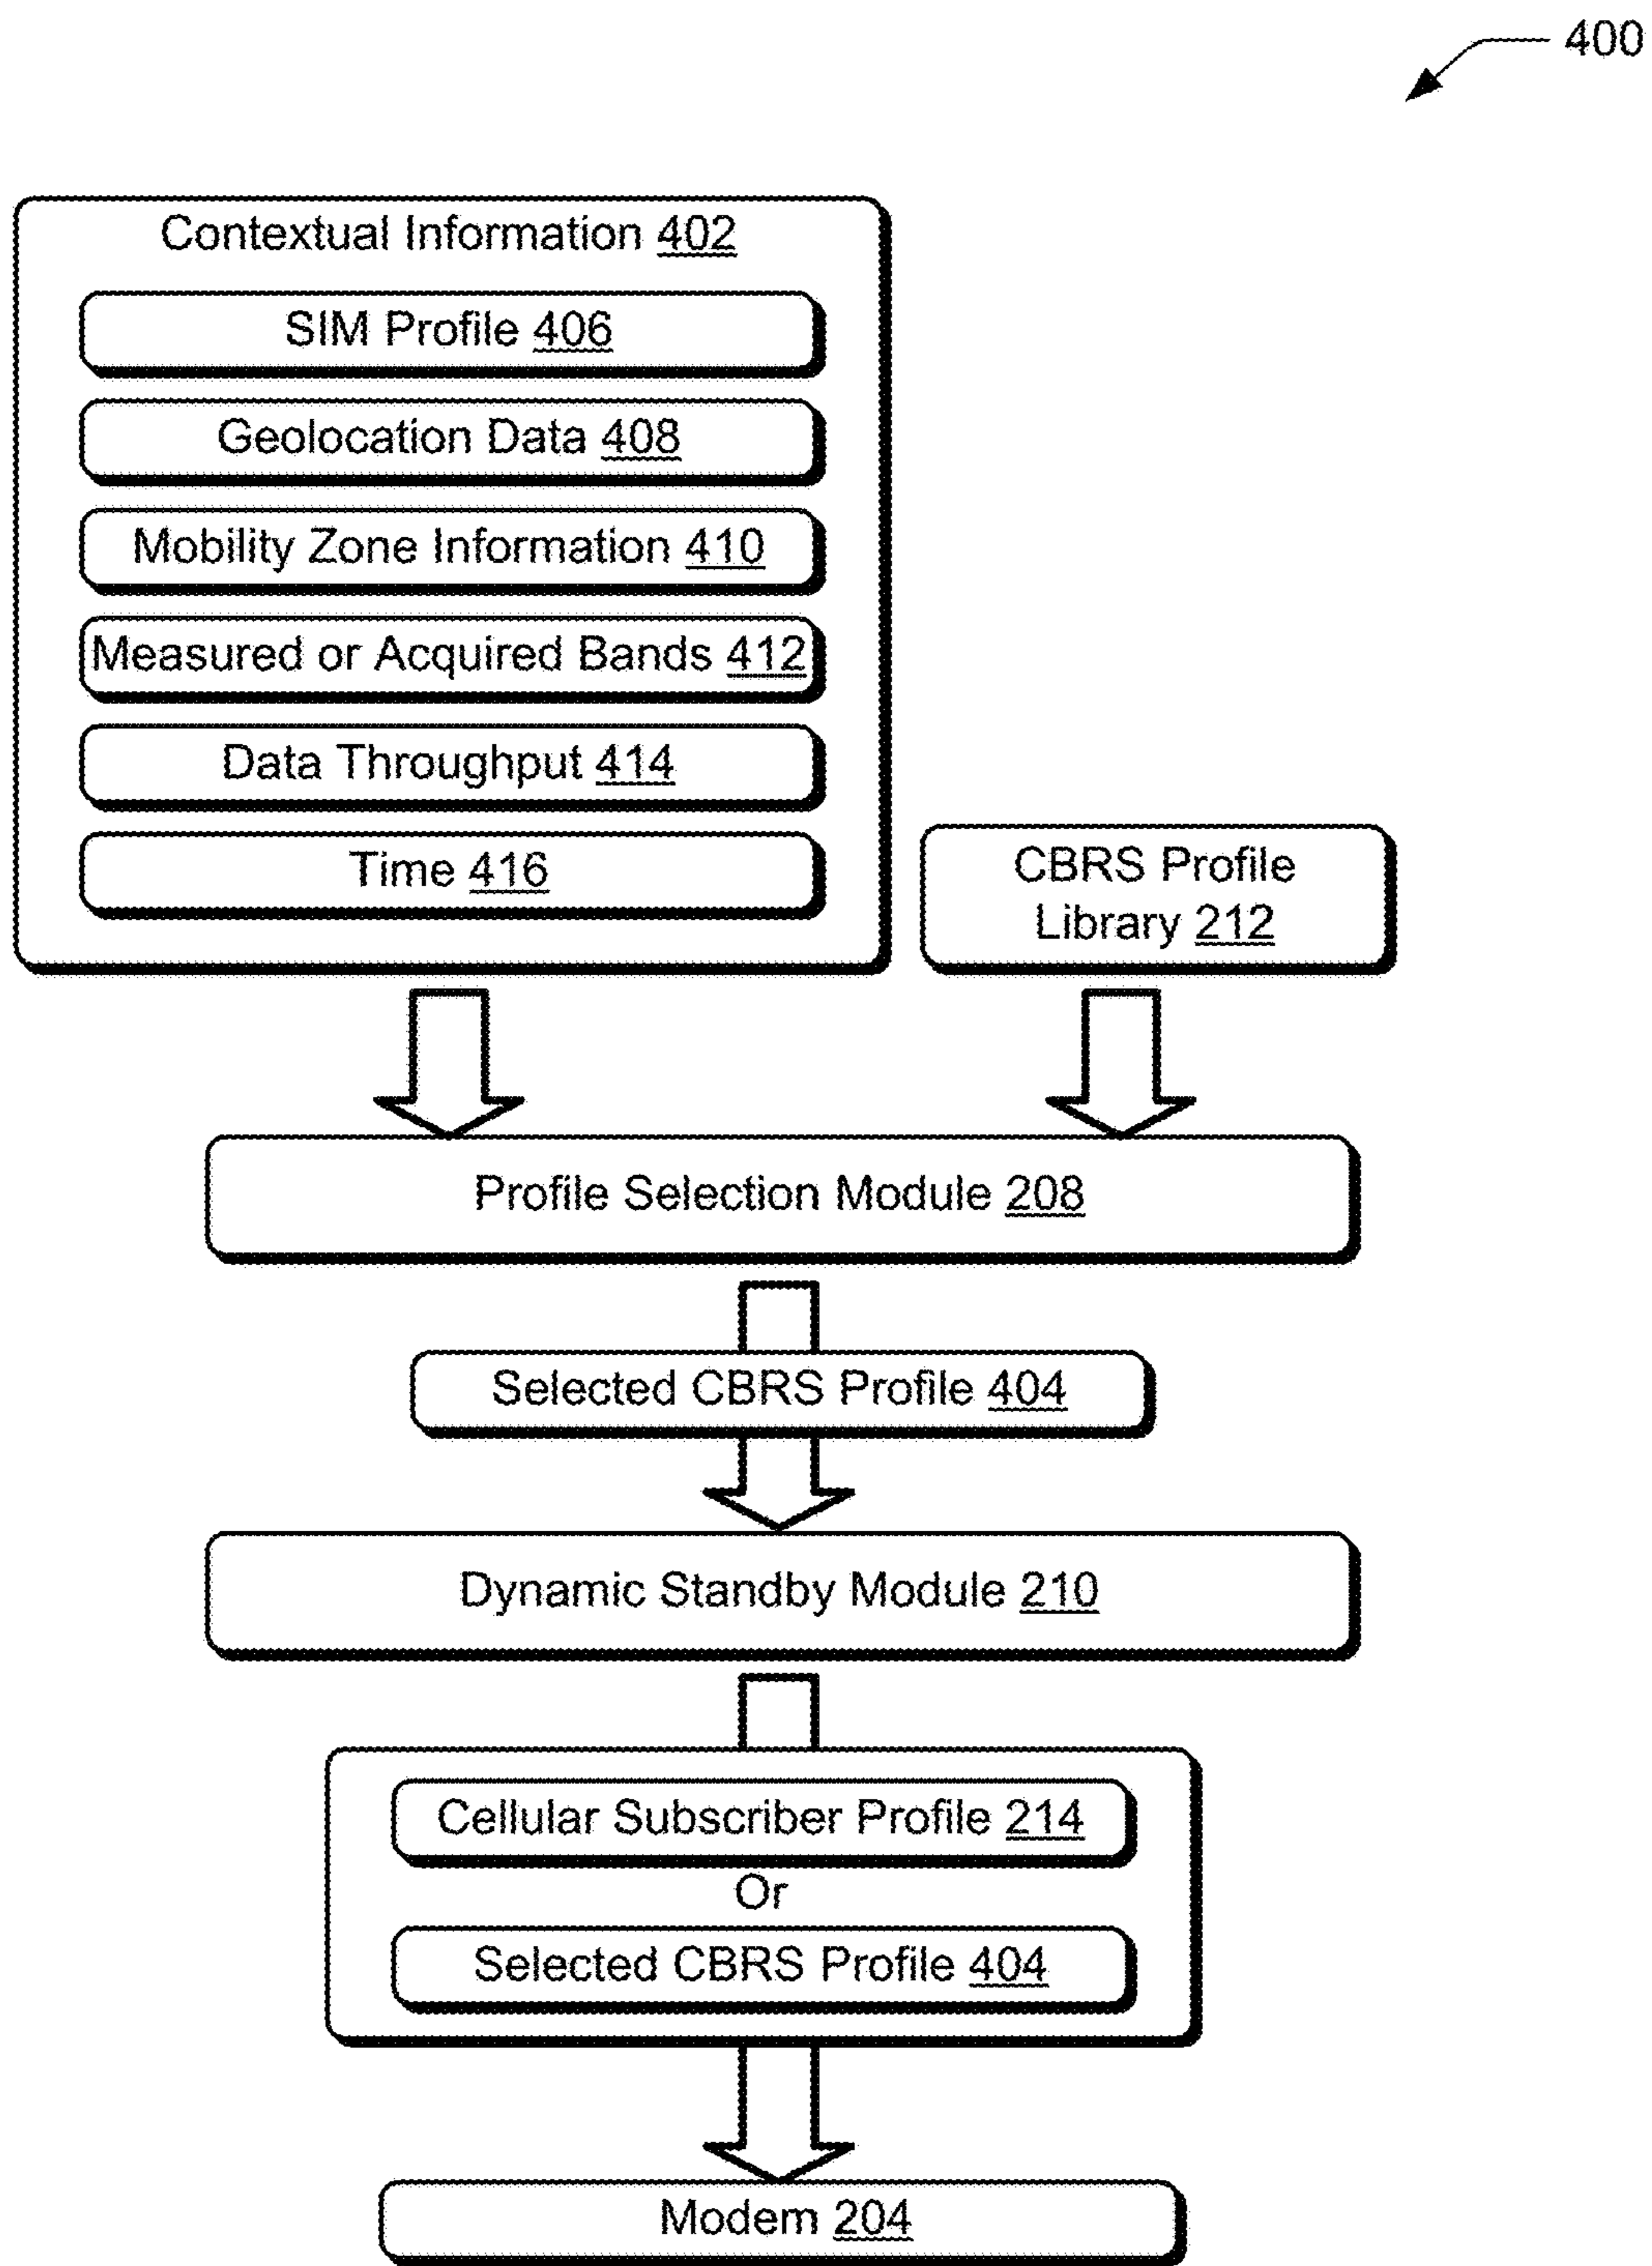 400
Contextual Information 402
SIM Profile 406
Geolocation Data 408
Mobility Zone Information 410
Measured or Acquired Bands 412
Data Throughput 414
Time 416
CBRS Profile
Library 212
Profile Selection Module 208
Selected CBRS Profile 404
Dynamic Standby Module 210
Cellular Subscriber Profile 214
Or
Selected CBRS Profile 404
Modem 204